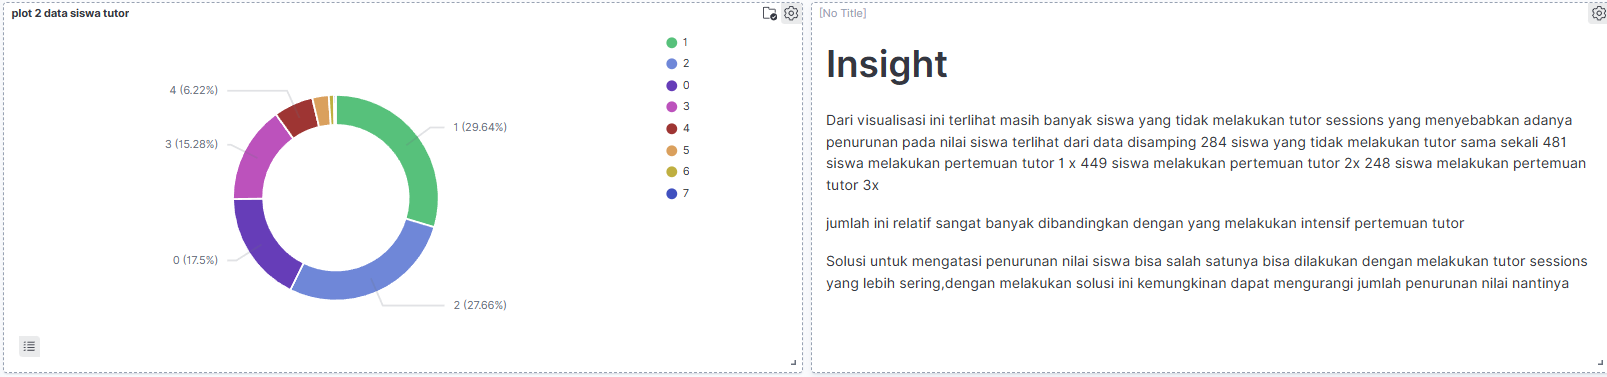 plot 2 data siswa tutor
4 (6.22%)
3 (15.28%)
0 (17.5%)
1 (29.64%)
2 (27.66%)
1
2
0
3
4
5
6
7
[No Title]
Insight
Dari visualisasi ini terlihat masih banyak siswa yang tidak melakukan tutor sessions yang menyebabkan adanya
penurunan pada nilai siswa terlihat dari data disamping 284 siswa yang tidak melakukan tutor sama sekali 481
siswa melakukan pertemuan tutor 1 x 449 siswa melakukan pertemuan tutor 2x 248 siswa melakukan pertemuan
tutor 3x
jumlah ini relatif sangat banyak dibandingkan dengan yang melakukan intensif pertemuan tutor
Solusi untuk mengatasi penurunan nilai siswa bisa salah satunya bisa dilakukan dengan melakukan tutor sessions
yang lebih sering,dengan melakukan solusi ini kemungkinan dapat mengurangi jumlah penurunan nilai nantinya